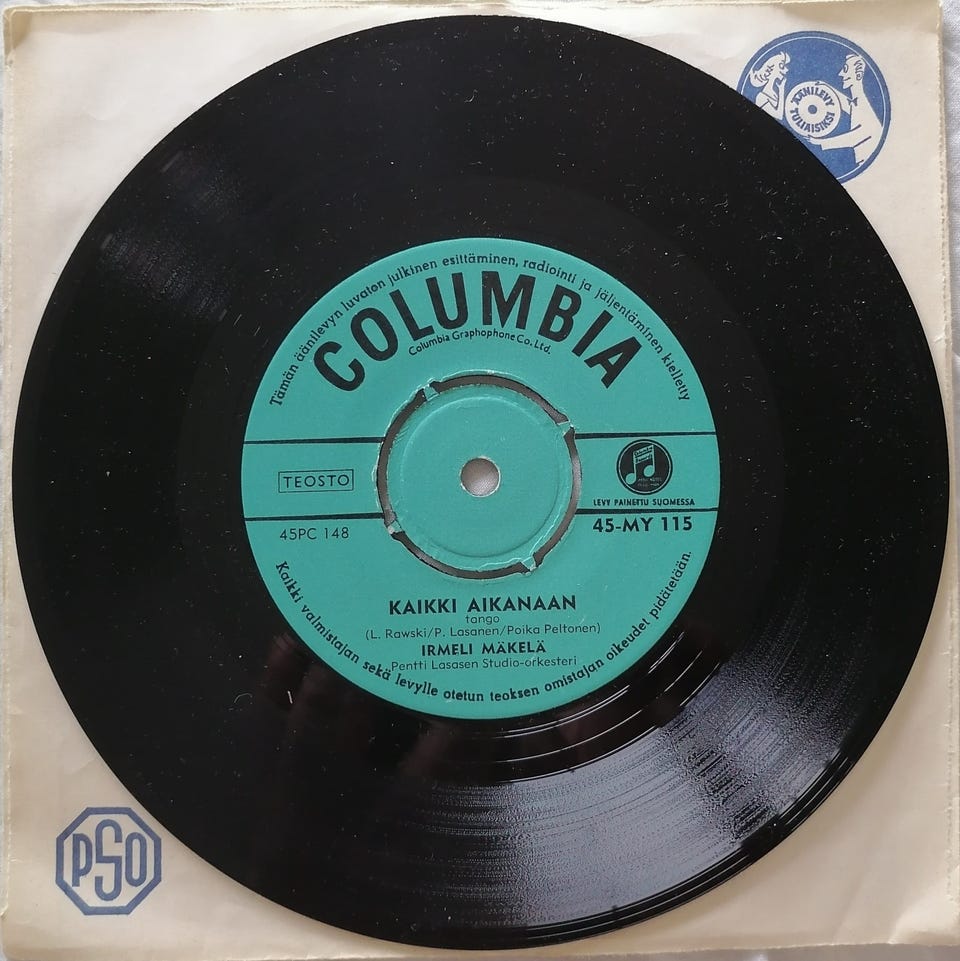 ÄÄNILEVY
TULIAISIKSI
Tämän äänilevyn luvaton julkinen esittäminen, radiointi ja jäljentäminen kielletty
COLUMBIA
Columbia Graphophone Co. Ltd.
TEOSTO
LEVY PAINETTU SUOMESSA
45PC 148
45-MY 115
KAIKKI AIKANAAN
tango
(L. Rawski/P. Lasanen/Poika Peltonen)
IRMELI MÄKELÄ
Pentti Lasasen Studio-orkesteri
Kaikki valmistajan sekä levylle otetun teoksen omistajan oikeudet pidätetään.
PSO